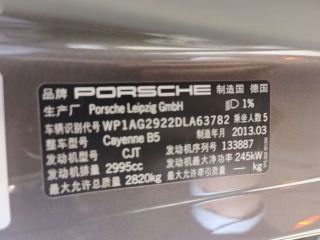 品牌 PORSCHE 制造国 德国
生产厂 Porsche Leipzig GmbH 1%
车辆识别代号 WP1AG2922DLA63782 乘坐人数 5
整车型号 Cayenne B5 制造年月 2013.03
发动机型号 CJT 发动机序号 133887
发动机排量 2995cc 发动机最大净功率 245kW
最大允许总质量 2820kg 最大允许牵引质量 — kg